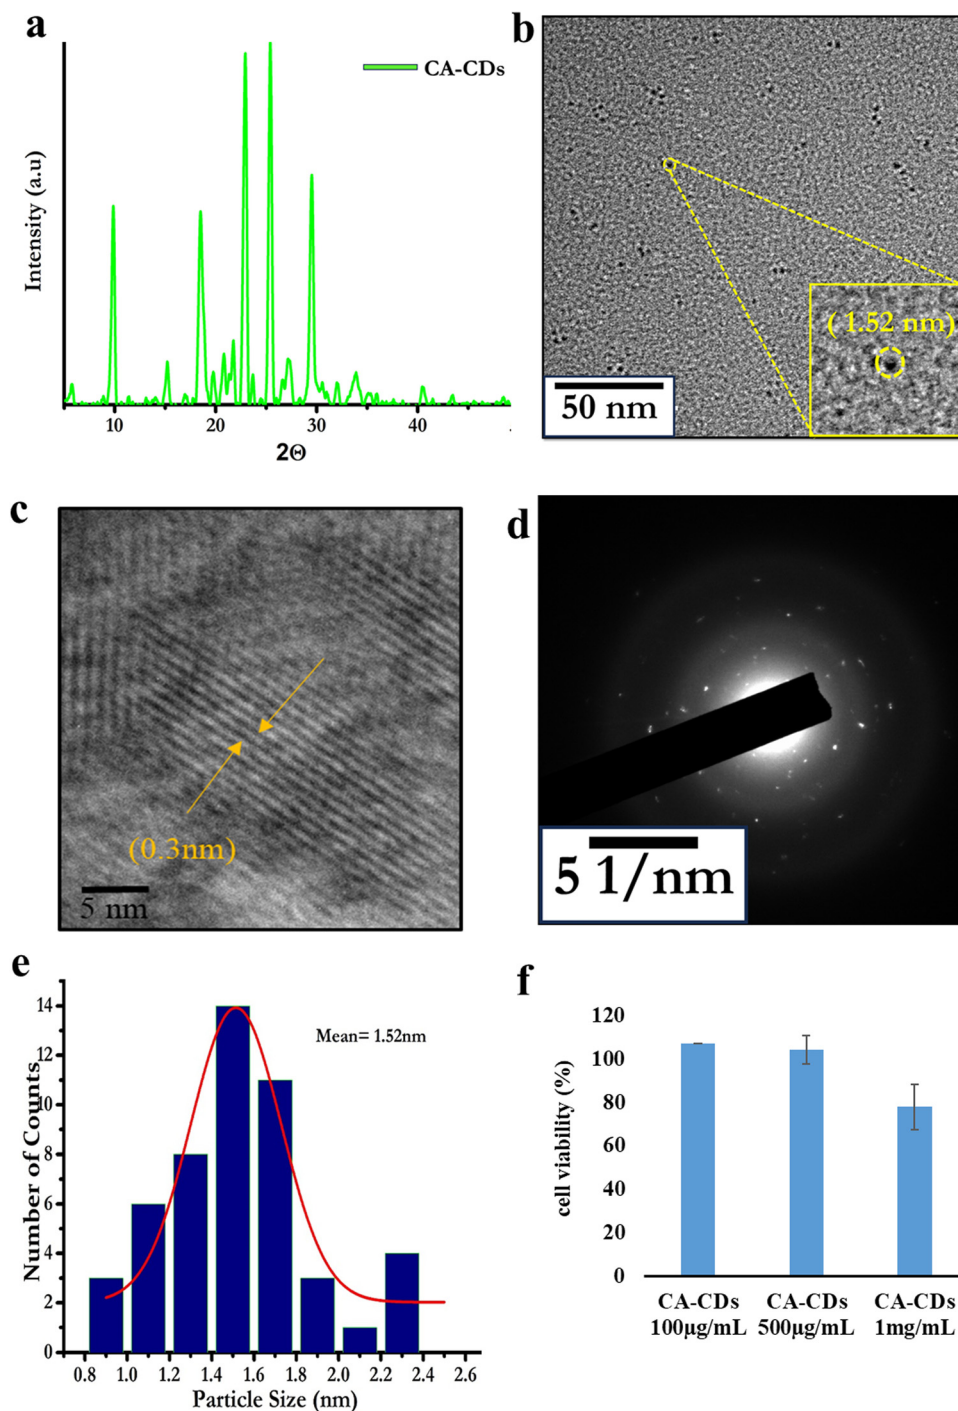 a
CA-CDs
Intensity (a.u)
10
20
30
40
2Θ
b
( 1.52 nm)
50 nm
c
(0.3nm)
5 nm
d
5 1/nm
e
Mean= 1.52nm
Number of Counts
14
12
10
8
6
4
2
0
0.8
1.0
1.2
1.4
1.6
1.8
2.0
2.2
2.4
2.6
Particle Size (nm)
f
cell viability (%)
120
100
80
60
40
20
0
CA-CDs
100µg/mL
CA-CDs
500µg/mL
CA-CDs
1mg/mL